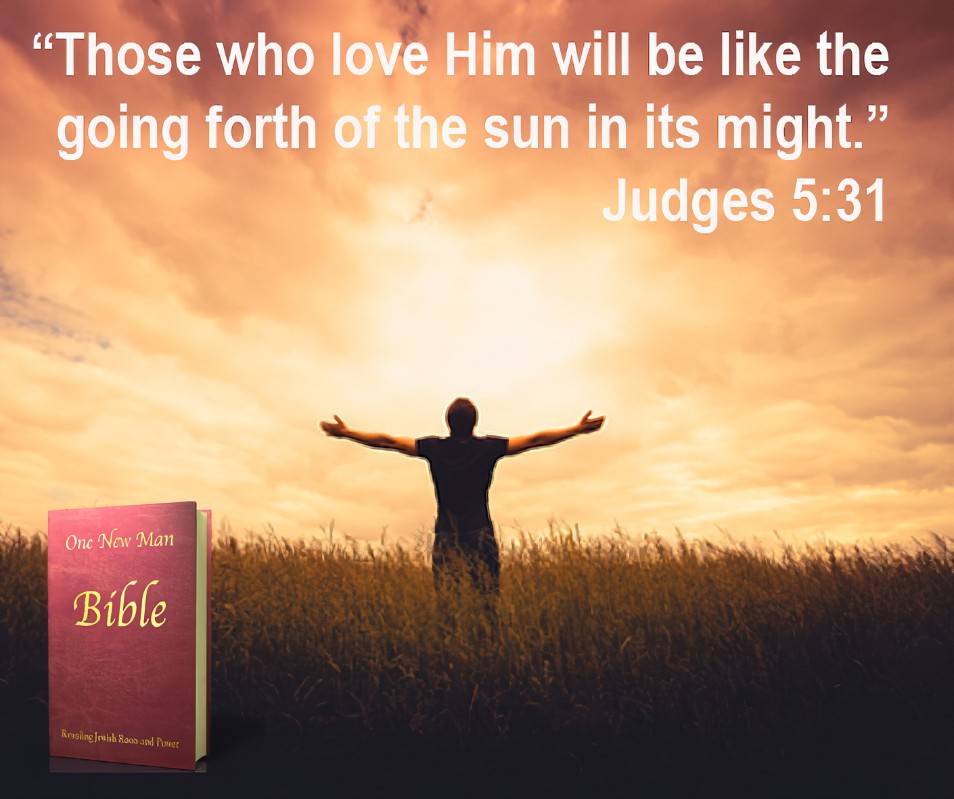 “Those who love Him will be like the
going forth of the sun in its might.”
Judges 5:31
One New Man
Bible
Revealing Jewish Roots and Power